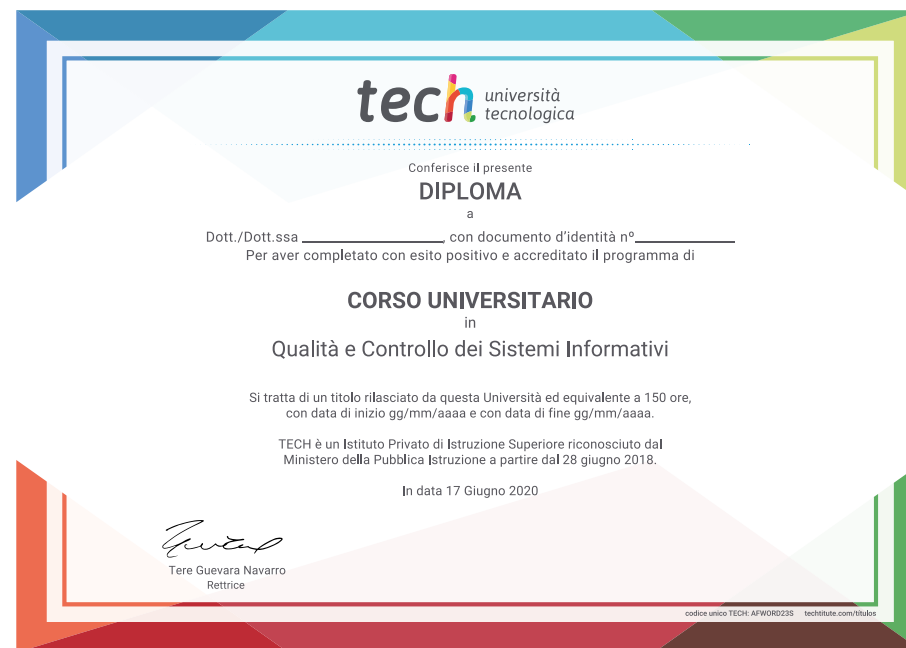 tech università
tecnologica
Conferisce il presente
DIPLOMA
a
Dott./Dott.ssa ____________________, con documento d'identità nº______________
Per aver completato con esito positivo e accreditato il programma di
CORSO UNIVERSITARIO
in
Qualità e Controllo dei Sistemi Informativi
Si tratta di un titolo rilasciato da questa Università ed equivalente a 150 ore,
con data di inizio gg/mm/aaaa e con data di fine gg/mm/aaaa.
TECH è un Istituto Privato di Istruzione Superiore riconosciuto dal
Ministero della Pubblica Istruzione a partire dal 28 giugno 2018.
In data 17 Giugno 2020
Tere Guevara Navarro
Rettrice
codice unico TECH: AFWORD23S techtitute.com/títulos